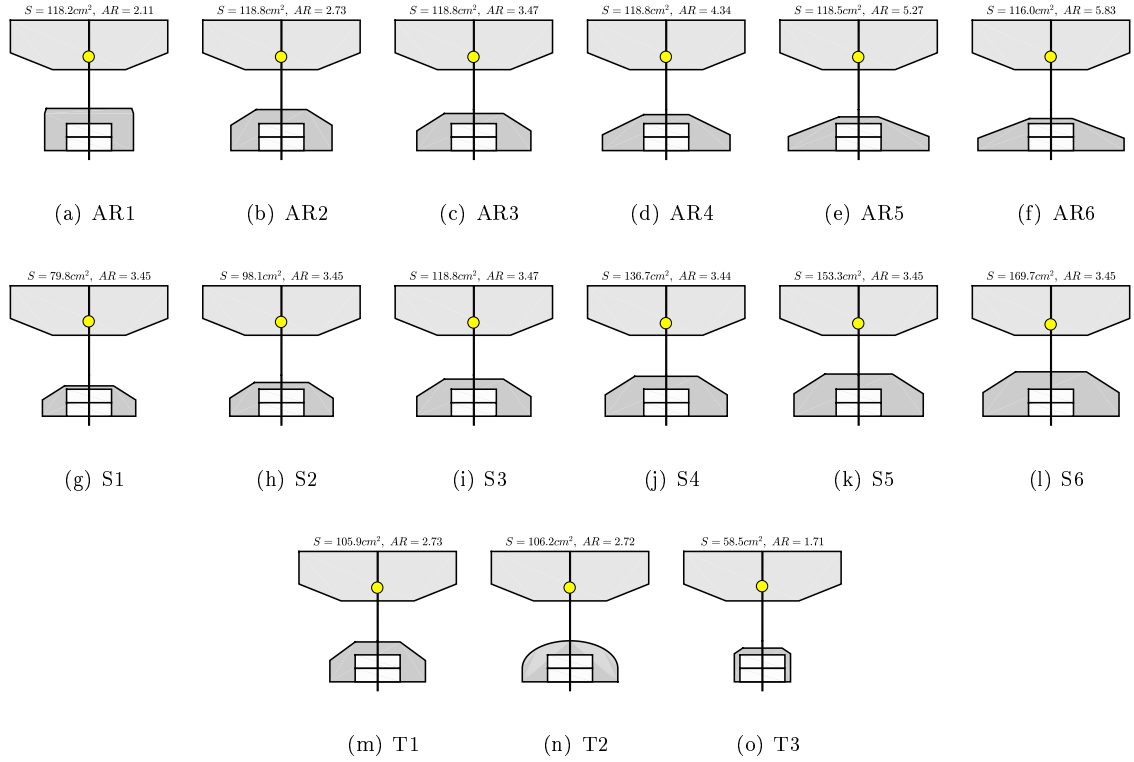 S = 118.2cm², AR = 2.11 S = 118.8cm², AR = 2.73 S = 118.8cm², AR = 3.47 S = 118.8cm², AR = 4.34 S = 118.5cm², AR = 5.27 S = 116.0cm², AR = 5.83
(a) AR1 (b) AR2 (c) AR3 (d) AR4 (e) AR5 (f) AR6
S = 79.8cm², AR = 3.45 S = 98.1cm², AR = 3.45 S = 118.8cm², AR = 3.47 S = 136.7cm², AR = 3.44 S = 153.3cm², AR = 3.45 S = 169.7cm², AR = 3.45
(g) S1 (h) S2 (i) S3 (j) S4 (k) S5 (l) S6
S = 105.9cm², AR = 2.73 S = 106.2cm², AR = 2.72 S = 58.5cm², AR = 1.71
(m) T1 (n) T2 (o) T3